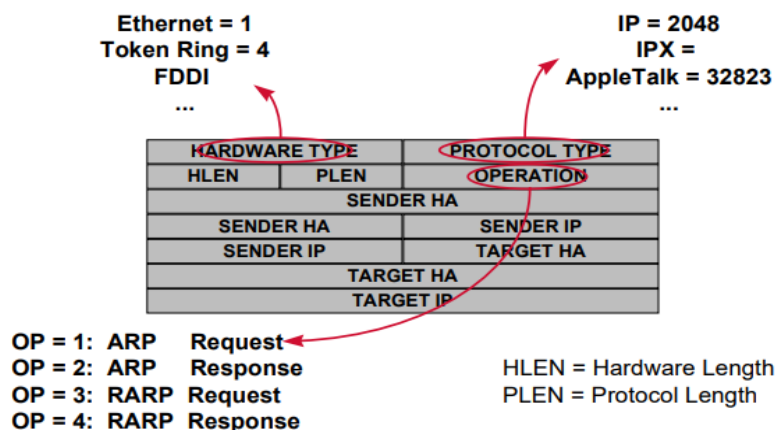 Ethernet = 1
Token Ring = 4
FDDI
...
IP = 2048
IPX =
AppleTalk = 32823
...
HARDWARE TYPE PROTOCOL TYPE
HLEN PLEN OPERATION
SENDER HA
SENDER HA SENDER IP
SENDER IP TARGET HA
TARGET HA
TARGET IP
OP = 1: ARP Request
OP = 2: ARP Response
OP = 3: RARP Request
OP = 4: RARP Response
HLEN = Hardware Length
PLEN = Protocol Length